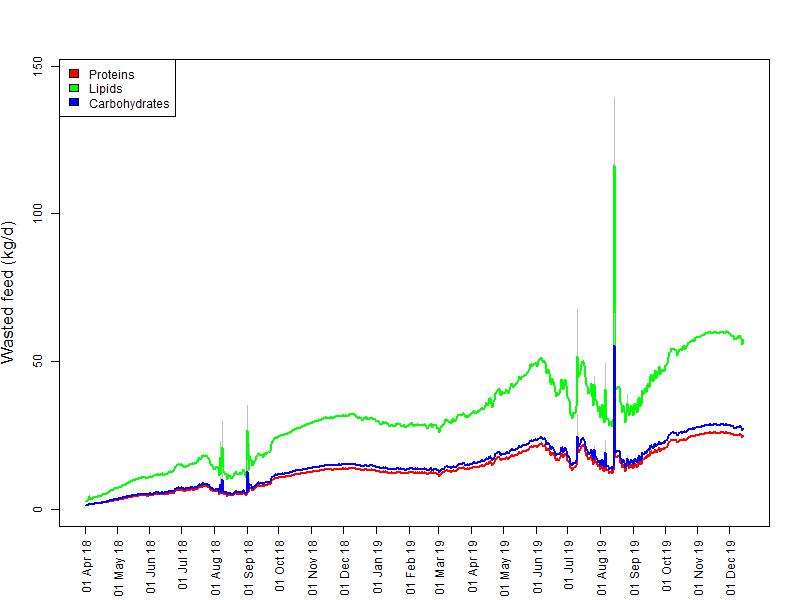 Proteins
Lipids
Carbohydrates
Wasted feed (kg/d)
150
100
50
0
01 Apr 18
01 May 18
01 Jun 18
01 Jul 18
01 Aug 18
01 Sep 18
01 Oct 18
01 Nov 18
01 Dec 18
01 Jan 19
01 Feb 19
01 Mar 19
01 Apr 19
01 May 19
01 Jun 19
01 Jul 19
01 Aug 19
01 Sep 19
01 Oct 19
01 Nov 19
01 Dec 19